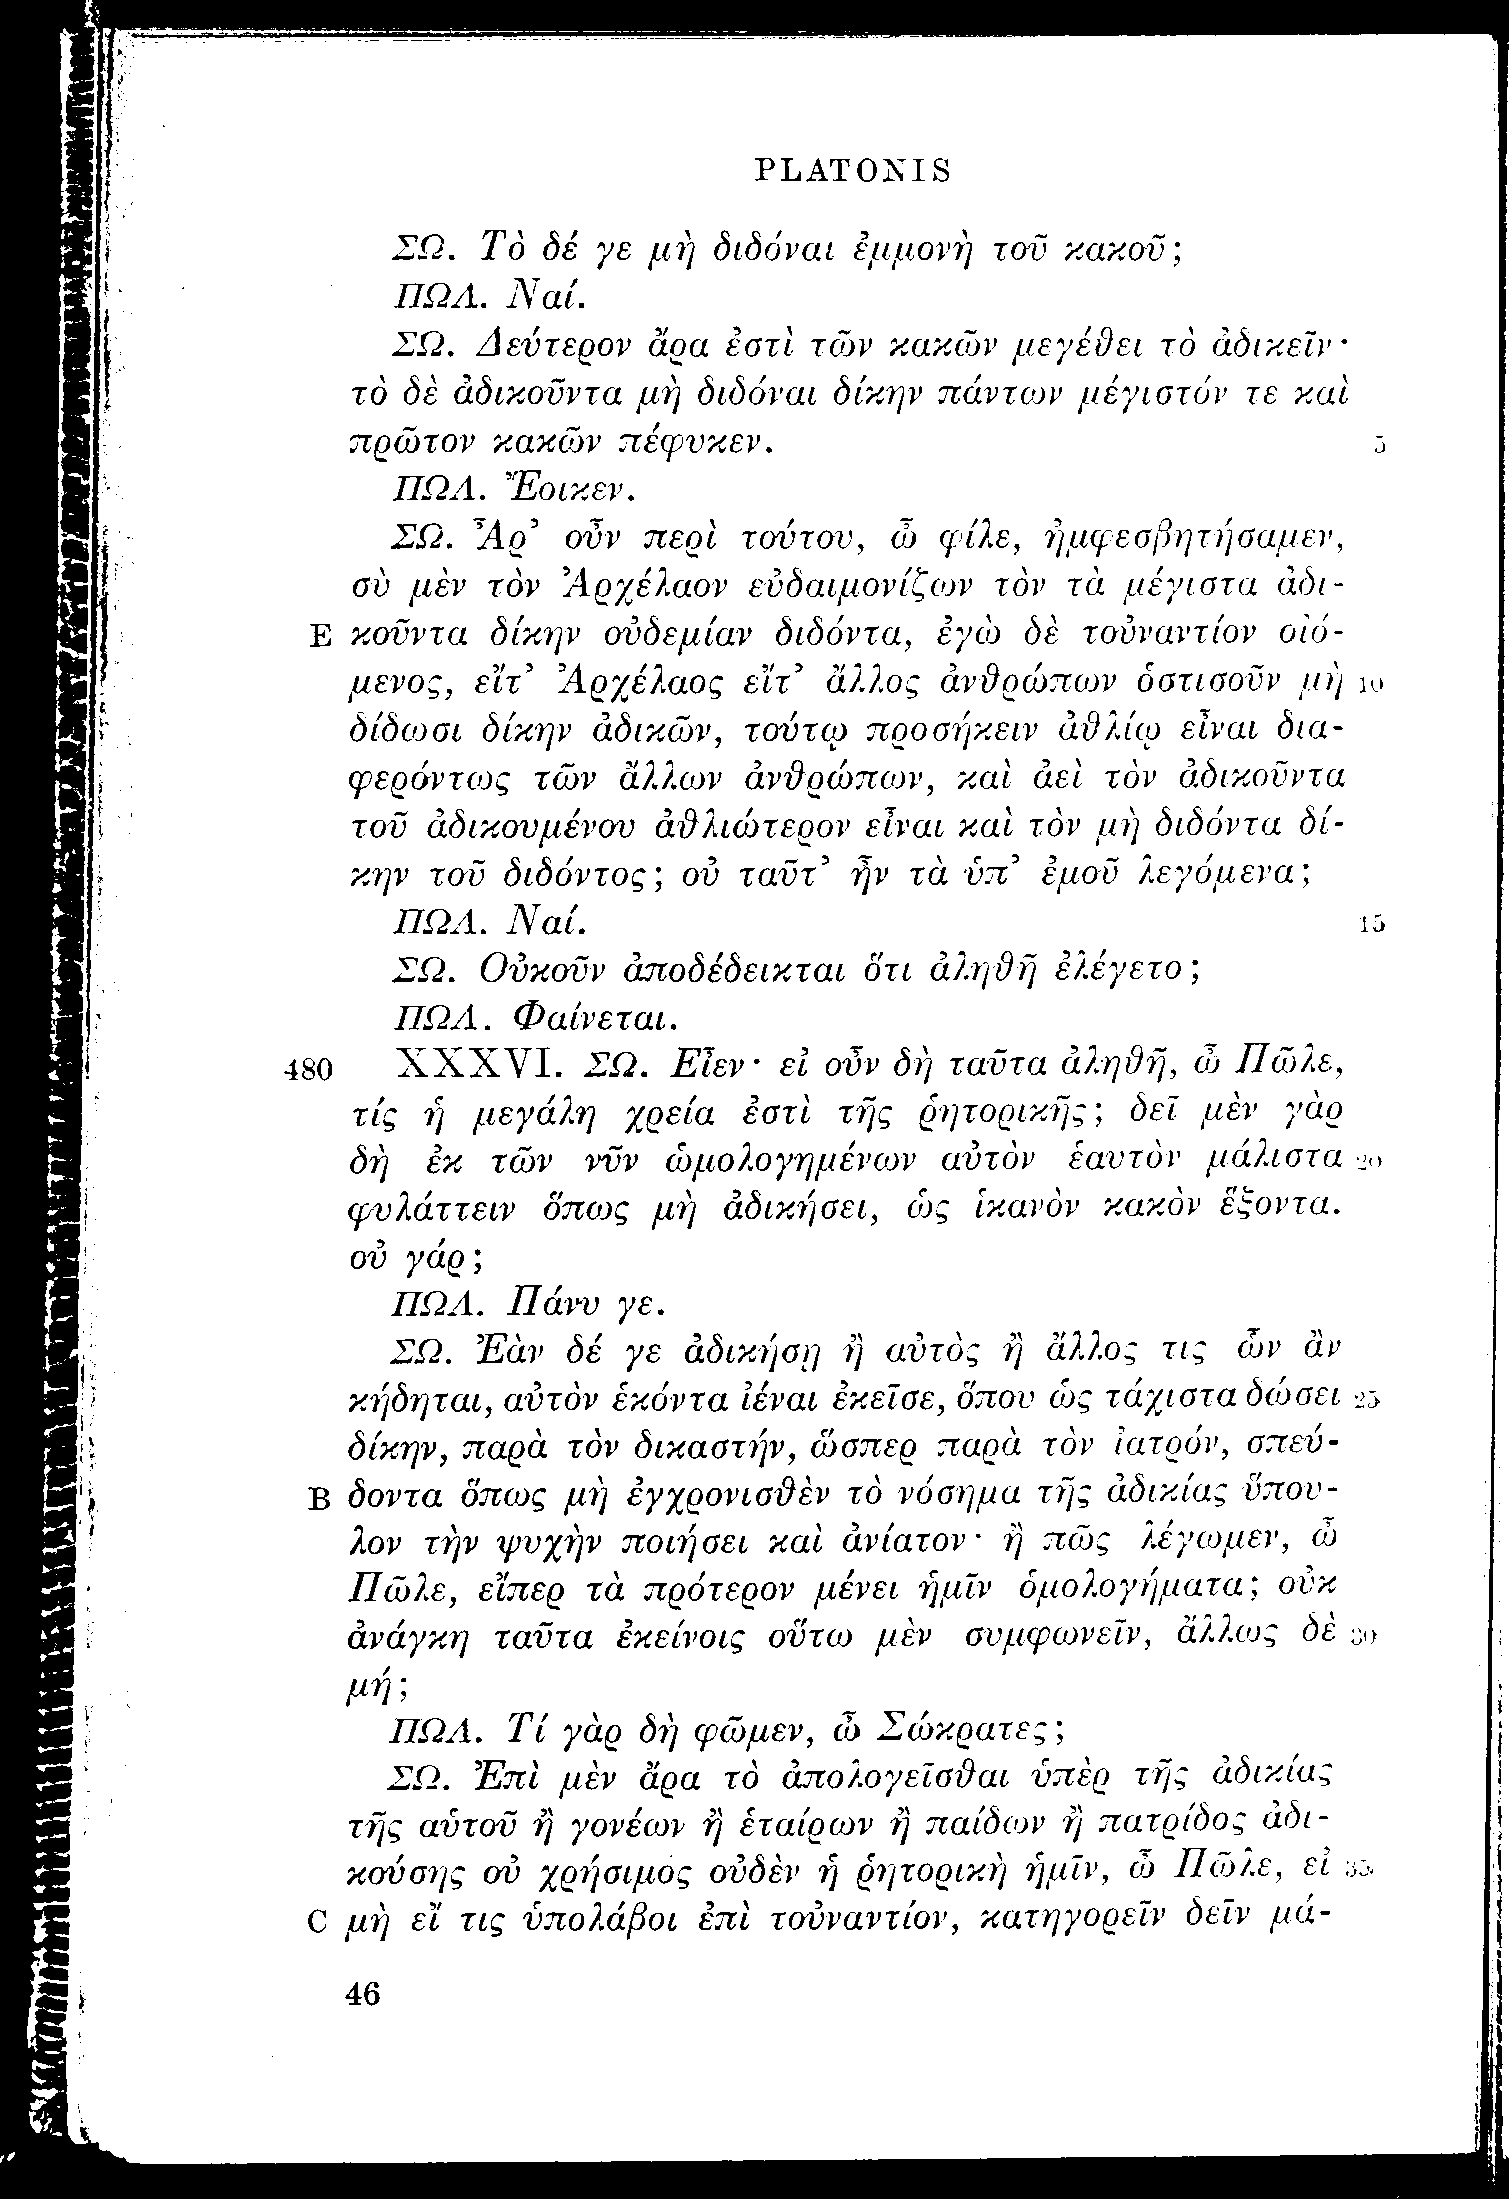 PLATONIS
ΣΩ. Τὸ δέ γε μὴ διδόναι ἐμμονὴ τοῦ κακοῦ;
ΠΩΛ. Ναί.
ΣΩ. Δεύτερον ἄρα ἐστὶ τῶν κακῶν μεγέθει τὸ ἀδικεῖν·
τὸ δὲ ἀδικοῦντα μὴ διδόναι δίκην πάντων μέγιστόν τε καὶ
πρῶτον κακῶν πέφυκεν. 5
ΠΩΛ. Ἔοικεν.
ΣΩ. Ἆρ’ οὖν περὶ τούτου, ὦ φίλε, ἠμφεσβητήσαμεν,
σὺ μὲν τὸν Ἀρχέλαον εὐδαιμονίζων τὸν τὰ μέγιστα ἀδι-
E κοῦντα δίκην οὐδεμίαν διδόντα, ἐγὼ δὲ τοὐναντίον οἰό-
μενος, εἴτ’ Ἀρχέλαος εἴτ’ ἄλλος ἀνθρώπων ὁστισοῦν μὴ 10
δίδωσι δίκην ἀδικῶν, τούτῳ προσήκειν ἀθλίῳ εἶναι δια-
φερόντως τῶν ἄλλων ἀνθρώπων, καὶ ἀεὶ τὸν ἀδικοῦντα
τοῦ ἀδικουμένου ἀθλιώτερον εἶναι καὶ τὸν μὴ διδόντα δί-
κην τοῦ διδόντος; οὐ ταῦτ’ ἦν τὰ ὑπ’ ἐμοῦ λεγόμενα;
ΠΩΛ. Ναί. 15
ΣΩ. Οὐκοῦν ἀποδέδεικται ὅτι ἀληθῆ ἐλέγετο;
ΠΩΛ. Φαίνεται.
480 XXXVI. ΣΩ. Εἶεν· εἰ οὖν δὴ ταῦτα ἀληθῆ, ὦ Πῶλε,
τίς ἡ μεγάλη χρεία ἐστὶ τῆς ῥητορικῆς; δεῖ μὲν γὰρ
δὴ ἐκ τῶν νῦν ὡμολογημένων αὐτὸν ἑαυτὸν μάλιστα 20
φυλάττειν ὅπως μὴ ἀδικήσει, ὡς ἱκανὸν κακὸν ἕξοντα.
οὐ γάρ;
ΠΩΛ. Πάνυ γε.
ΣΩ. Ἐὰν δέ γε ἀδικήσῃ ἢ αὐτὸς ἢ ἄλλος τις ὧν ἂν
κήδηται, αὐτὸν ἑκόντα ἰέναι ἐκεῖσε, ὅπου ὡς τάχιστα δώσει 25
δίκην, παρὰ τὸν δικαστήν, ὥσπερ παρὰ τὸν ἰατρόν, σπεύ-
B δοντα ὅπως μὴ ἐγχρονισθὲν τὸ νόσημα τῆς ἀδικίας ὕπου-
λον τὴν ψυχὴν ποιήσει καὶ ἀνίατον· ἢ πῶς λέγωμεν, ὦ
Πῶλε, εἴπερ τὰ πρότερον μένει ἡμῖν ὁμολογήματα; οὐκ
ἀνάγκη ταῦτα ἐκείνοις οὕτω μὲν συμφωνεῖν, ἄλλως δὲ 30
μή;
ΠΩΛ. Τί γὰρ δὴ φῶμεν, ὦ Σώκρατες;
ΣΩ. Ἐπὶ μὲν ἄρα τὸ ἀπολογεῖσθαι ὑπὲρ τῆς ἀδικίας
τῆς αὑτοῦ ἢ γονέων ἢ ἑταίρων ἢ παίδων ἢ πατρίδος ἀδι-
κούσης οὐ χρήσιμος οὐδὲν ἡ ῥητορικὴ ἡμῖν, ὦ Πῶλε, εἰ 35
C μὴ εἴ τις ὑπολάβοι ἐπὶ τοὐναντίον, κατηγορεῖν δεῖν μά-
46